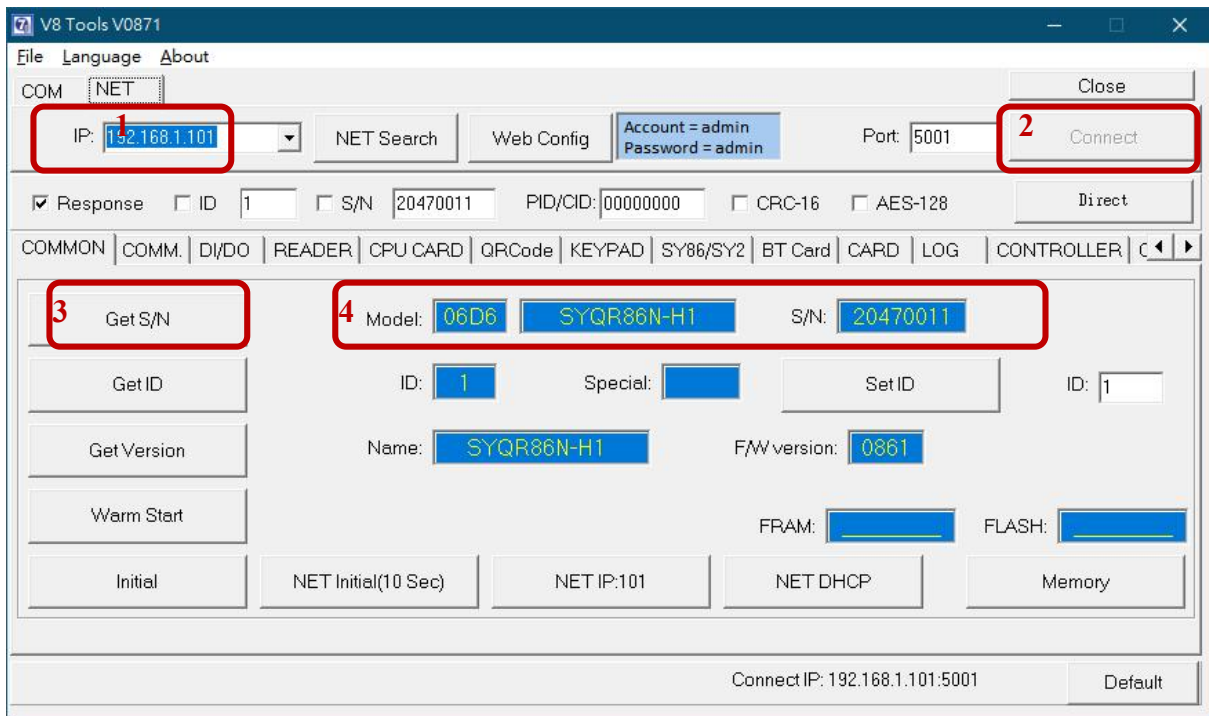 V8 Tools V0871
File Language About
COM NET Close
1 IP: 192.168.1.101 NET Search Web Config Account = admin Password = admin Port: 5001 2 Connect
Response ID 1 S/N 20470011 PID/CID: 00000000 CRC-16 AES-128 Direct
COMMON COMM. DI/DO READER CPU CARD QRCode KEYPAD SY86/SY2 BT Card CARD LOG CONTROLLER
3 Get S/N 4 Model: 06D6 SYQR86N-H1 S/N: 20470011
Get ID ID: 1 Special: Set ID ID: 1
Get Version Name: SYQR86N-H1 F/W version: 0861
Warm Start FRAM: FLASH:
Initial NET Initial(10 Sec) NET IP:101 NET DHCP Memory
Connect IP: 192.168.1.101:5001 Default